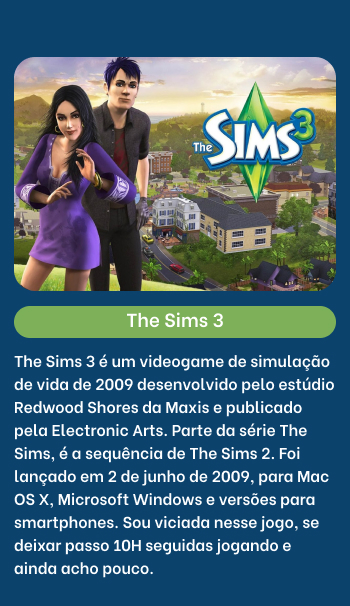 The SIMS 3
The Sims 3
The Sims 3 é um videogame de simulação
de vida de 2009 desenvolvido pelo estúdio
Redwood Shores da Maxis e publicado
pela Electronic Arts. Parte da série The
Sims, é a sequência de The Sims 2. Foi
lançado em 2 de junho de 2009, para Mac
OS X, Microsoft Windows e versões para
smartphones. Sou viciada nesse jogo, se
deixar passo 10H seguidas jogando e
ainda acho pouco.